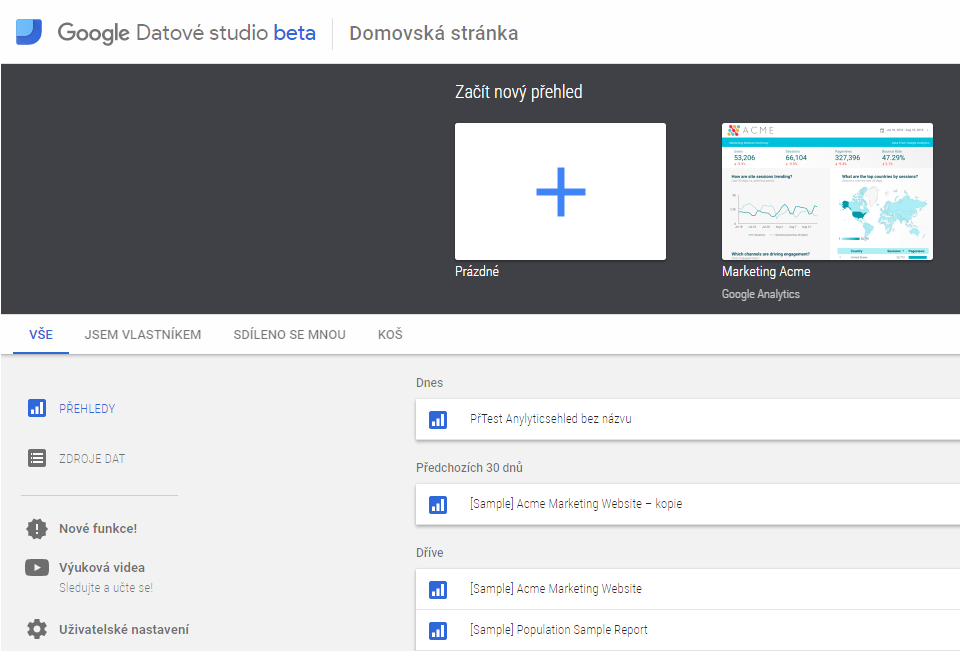 Google Datové studio beta
Domovská stránka
Začít nový přehled
Prázdné
ACME
53,206
66,104
327,396
47.29%
How are site sessions trending?
What are the top countries by sessions?
Which channels are driving engagement?
Marketing Acme
Google Analytics
VŠE
JSEM VLASTNÍKEM
SDÍLENO SE MNOU
KOŠ
PŘEHLEDY
ZDROJE DAT
Nové funkce!
Výuková videa
Sledujte a učte se!
Uživatelské nastavení
Dnes
PřTest Anylyticsehled bez názvu
Předchozích 30 dnů
[Sample] Acme Marketing Website – kopie
Dříve
[Sample] Acme Marketing Website
[Sample] Population Sample Report